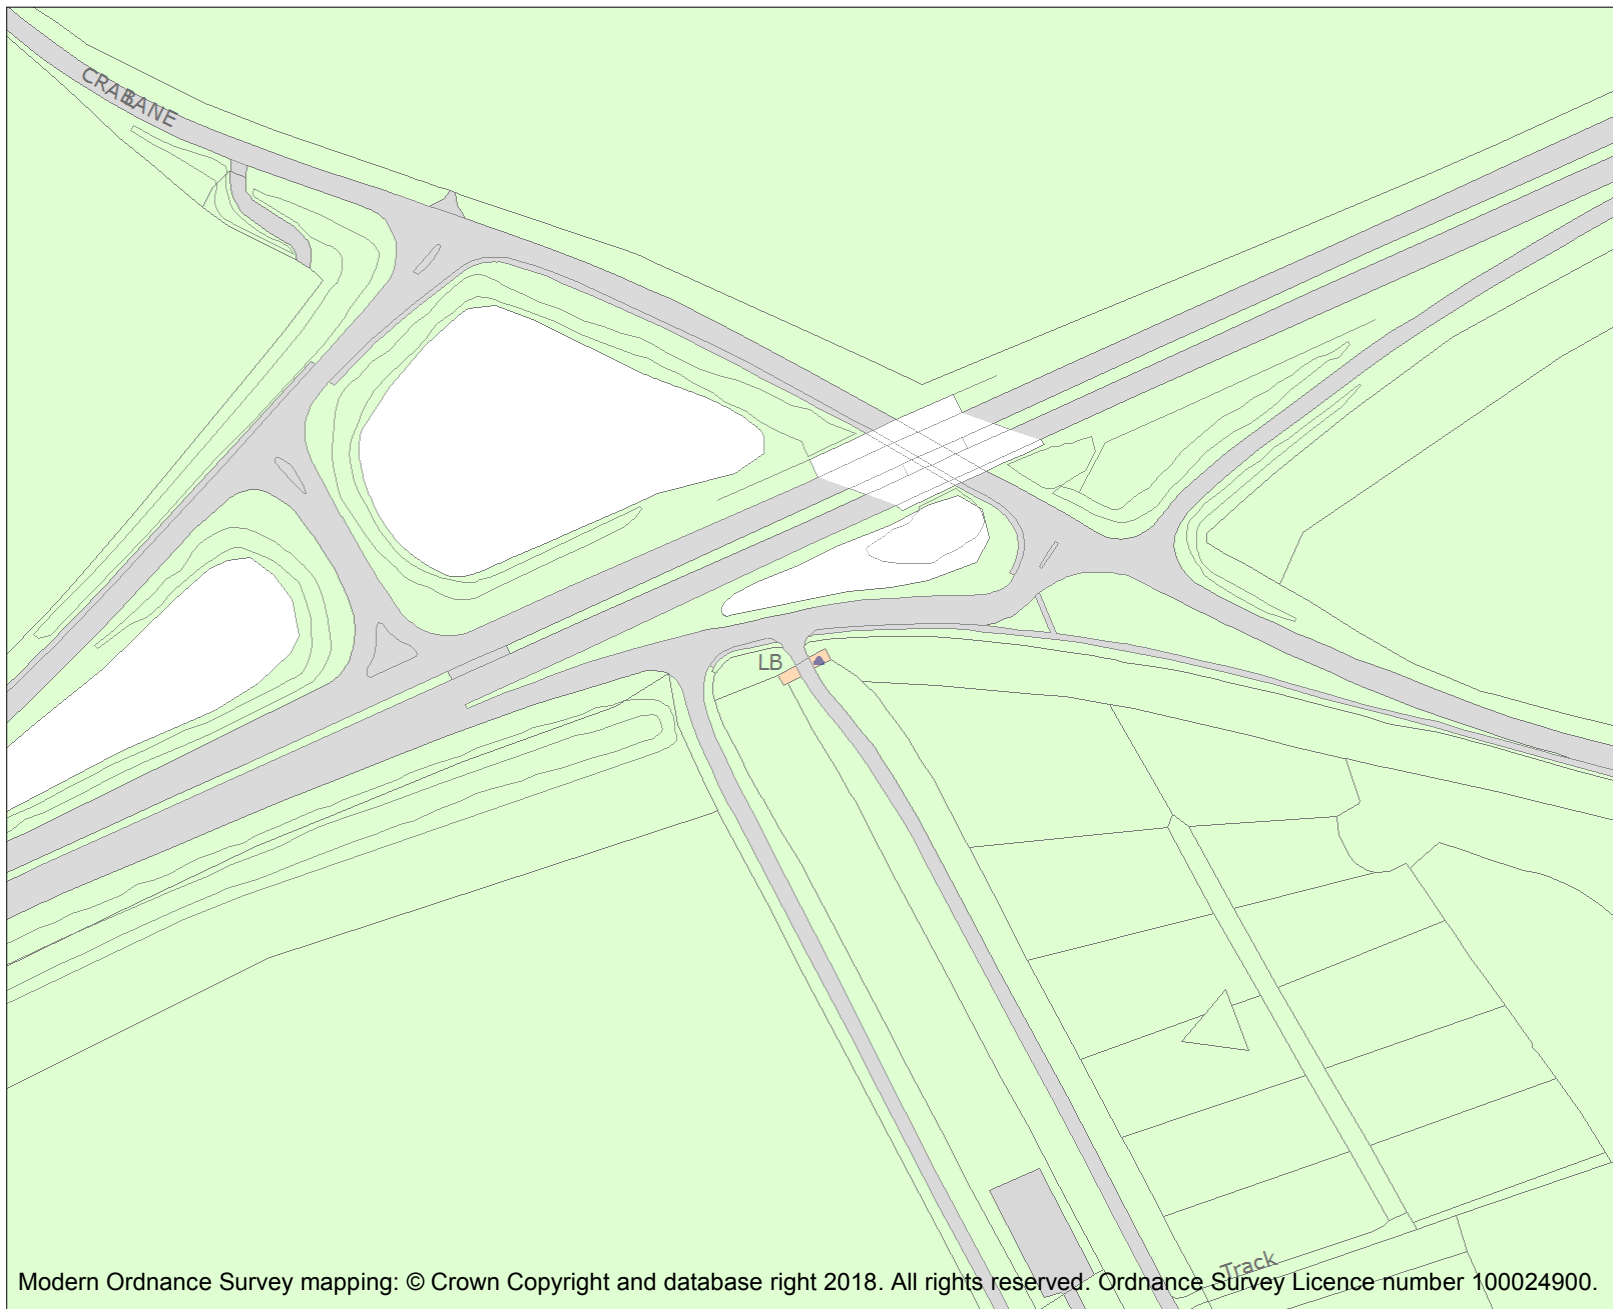 CRAB LANE
LB
Track
Modern Ordnance Survey mapping: © Crown Copyright and database right 2018. All rights reserved. Ordnance Survey Licence number 100024900.